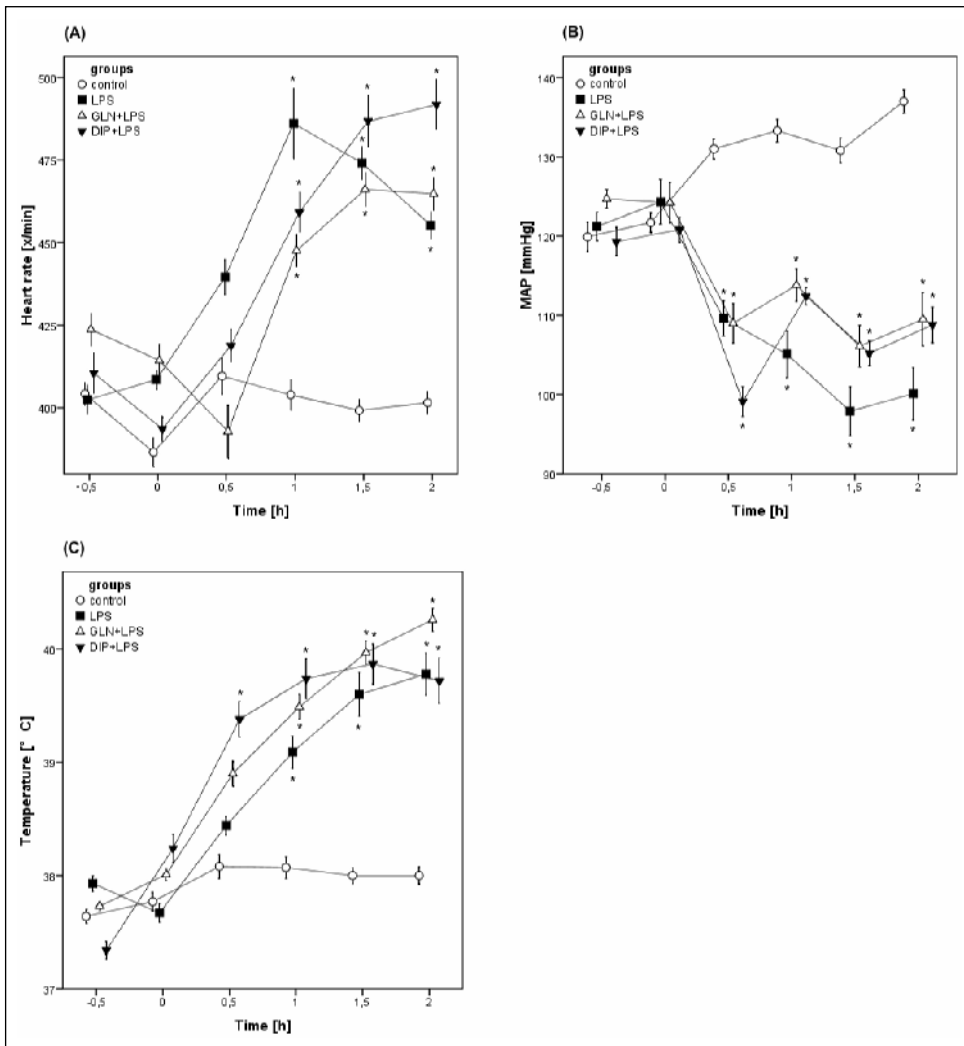 (A)
groups
control
LPS
GLN+LPS
DIP+LPS
500
475
450
425
400
Heart rate [x/min]
-0,5 0 0,5 1 1,5 2
Time [h]
* * * * * * * * *
(B)
groups
control
LPS
GLN+LPS
DIP+LPS
140
130
120
110
100
90
MAP [mmHg]
-0,5 0 0,5 1 1,5 2
Time [h]
* * * * * * * * * * * *
(C)
groups
control
LPS
GLN+LPS
DIP+LPS
40
39
38
37
Temperature [° C]
-0,5 0 0,5 1 1,5 2
Time [h]
* * * * * * * * * *